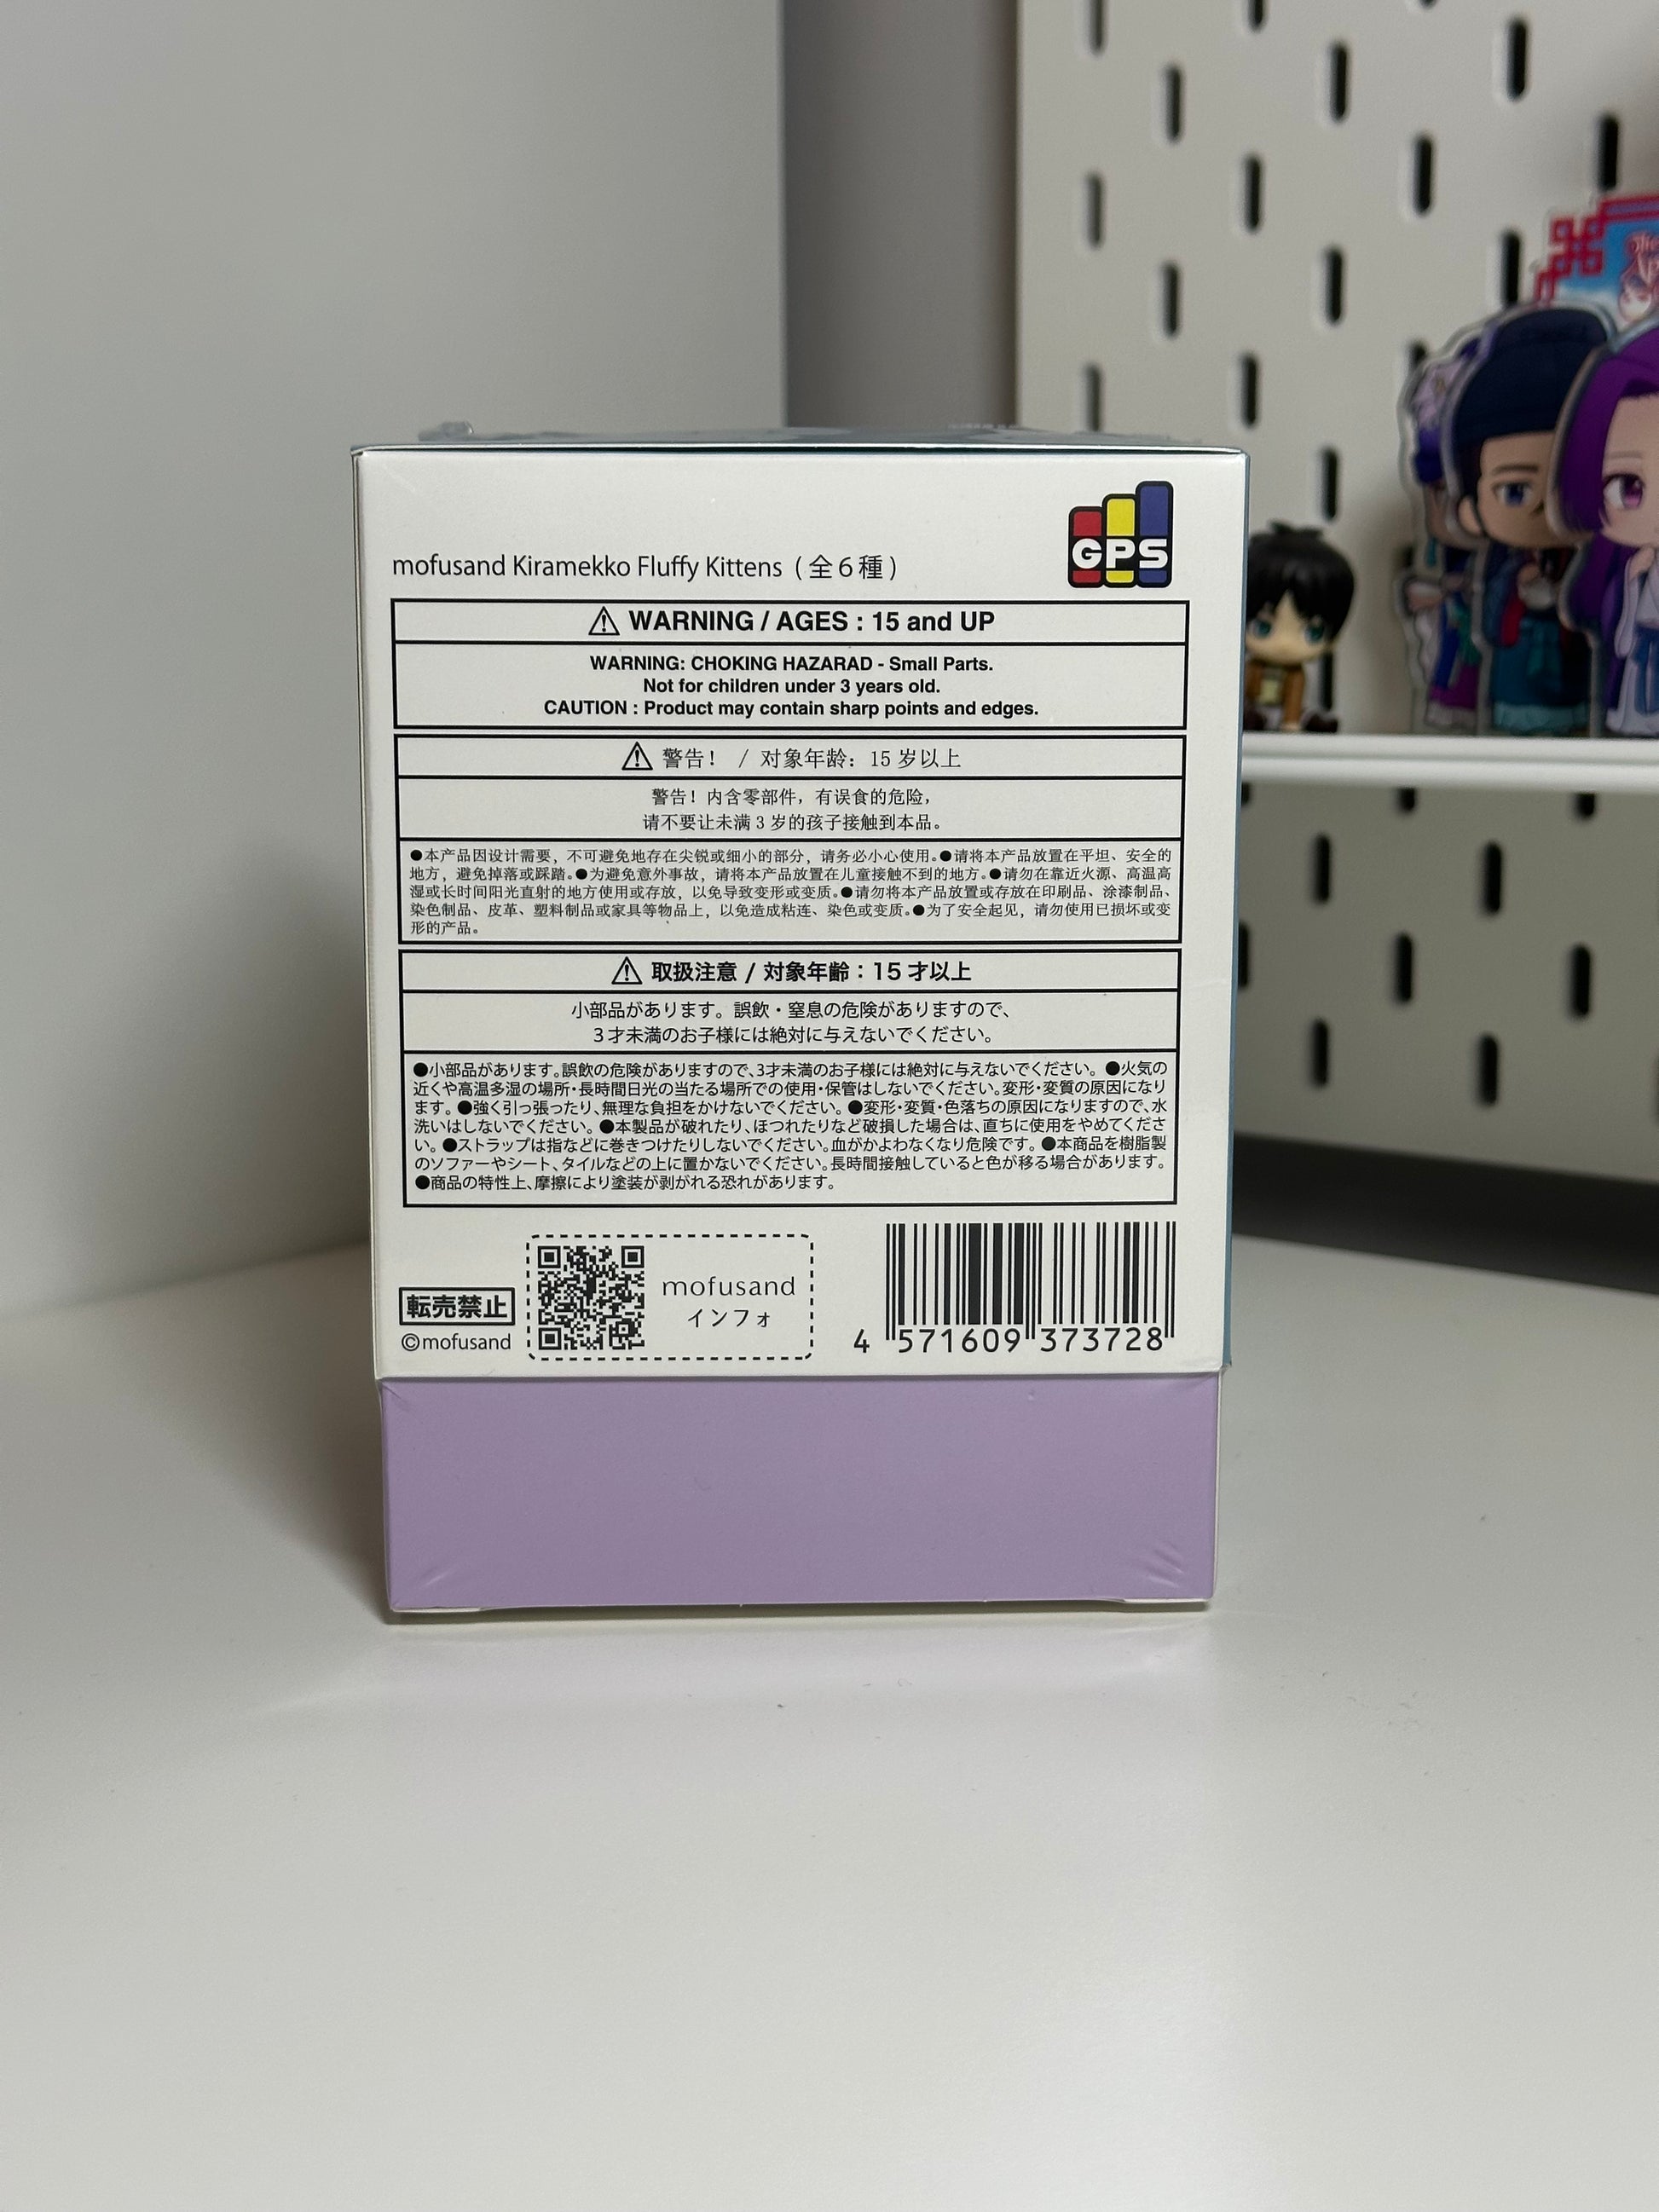 GPS
mofusand Kiramekko Fluffy Kittens（全６種）
⚠ WARNING / AGES : 15 and UP
WARNING: CHOKING HAZARAD - Small Parts.
Not for children under 3 years old.
CAUTION : Product may contain sharp points and edges.
⚠ 警告！ / 对象年龄：15 岁以上
警告！内含零部件，有误食的危险，
请不要让未满 3 岁的孩子接触到本品。
●本产品因设计需要，不可避免地存在尖锐或细小的部分，请务必小心使用。●请将本产品放置在平坦、安全的
地方，避免掉落或踩踏。●为避免意外事故，请将本产品放置在儿童接触不到的地方。●请勿在靠近火源、高温高
湿或长时间阳光直射的地方使用或存放，以免导致变形或变质。●请勿将本产品放置或存放在印刷品、涂漆制品、
染色制品、皮革、塑料制品或家具等物品上，以免造成粘连、染色或变质。●为了安全起见，请勿使用已损坏或变
形的产品。
⚠ 取扱注意 / 対象年齢：15 才以上
小部品があります。誤飲・窒息の危険がありますので、
３才未満のお子様には絶対に与えないでください。
●小部品があります。誤飲の危険がありますので、3才未満のお子様には絶対に与えないでください。●火気の
近くや高温多湿の場所・長時間日光の当たる場所での使用・保管はしないでください。変形・変質の原因になり
ます。●強く引っ張ったり、無理な負担をかけないでください。●変形・変質・色落ちの原因になりますので、水
洗いはしないでください。●本製品が破れたり、ほつれたりなど破損した場合は、直ちに使用をやめてくださ
い。●ストラップは指などに巻きつけたりしないでください。血がかよわなくなり危険です。●本商品を樹脂製
のソファーやシート、タイルなどの上に置かないでください。長時間接触していると色が移る場合があります。
●商品の特性上、摩擦により塗装が剥がれる恐れがあります。
転売禁止
©mofusand
mofusand
インフォ
4 571609 373728
The